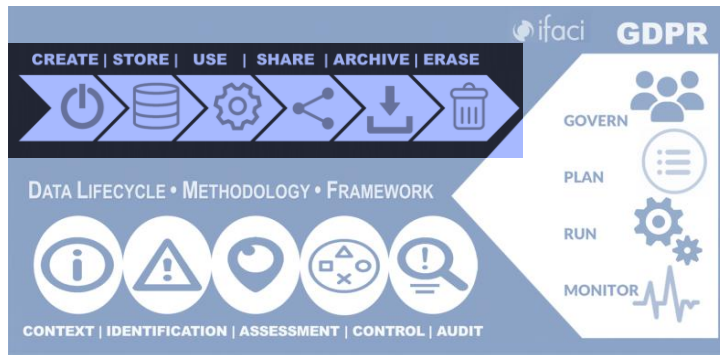 ifaci GDPR
CREATE | STORE | USE | SHARE | ARCHIVE | ERASE
GOVERN
PLAN
DATA LIFECYCLE • METHODOLOGY • FRAMEWORK
RUN
MONITOR
CONTEXT | IDENTIFICATION | ASSESSMENT | CONTROL | AUDIT